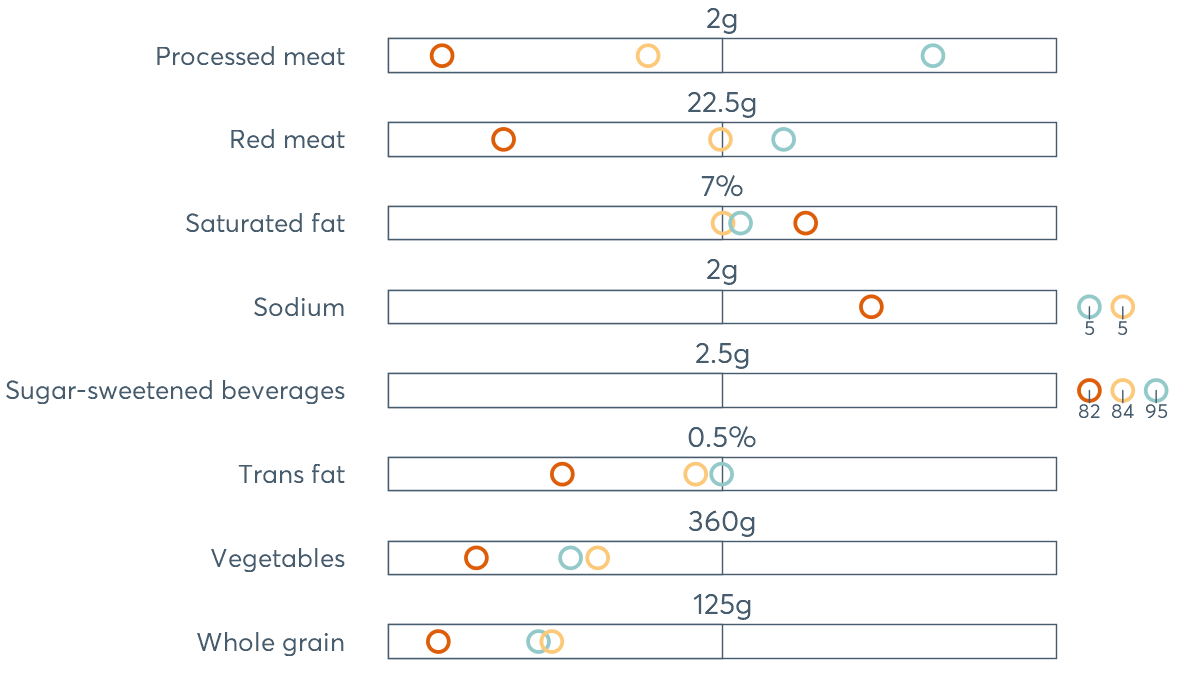 2g
Processed meat
22.5g
Red meat
7%
Saturated fat
2g
Sodium
5 5
2.5g
Sugar-sweetened beverages
82 84 95
0.5%
Trans fat
360g
Vegetables
125g
Whole grain